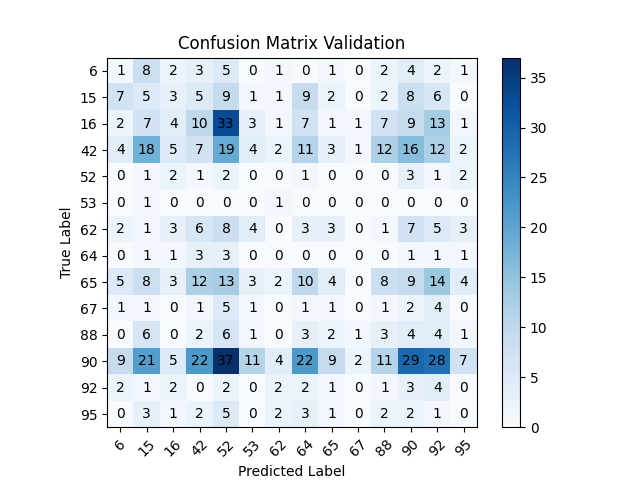 Confusion Matrix Validation
6 1 8 2 3 5 0 1 0 1 0 2 4 2 1
15 7 5 3 5 9 1 1 9 2 0 2 8 6 0
16 2 7 4 10 33 3 1 7 1 1 7 9 13 1
42 4 18 5 7 19 4 2 11 3 1 12 16 12 2
52 0 1 2 1 2 0 0 1 0 0 0 3 1 2
53 0 1 0 0 0 0 1 0 0 0 0 0 0 0
62 2 1 3 6 8 4 0 3 3 0 1 7 5 3
64 0 1 1 3 3 0 0 0 0 0 0 1 1 1
65 5 8 3 12 13 3 2 10 4 0 8 9 14 4
67 1 1 0 1 5 1 0 1 1 0 1 2 4 0
88 0 6 0 2 6 1 0 3 2 1 3 4 4 1
90 9 21 5 22 37 11 4 22 9 2 11 29 28 7
92 2 1 2 0 2 0 2 2 1 0 1 3 4 0
95 0 3 1 2 5 0 2 3 1 0 2 2 1 0
6 15 16 42 52 53 62 64 65 67 88 90 92 95
Predicted Label
True Label
35
30
25
20
15
10
5
0